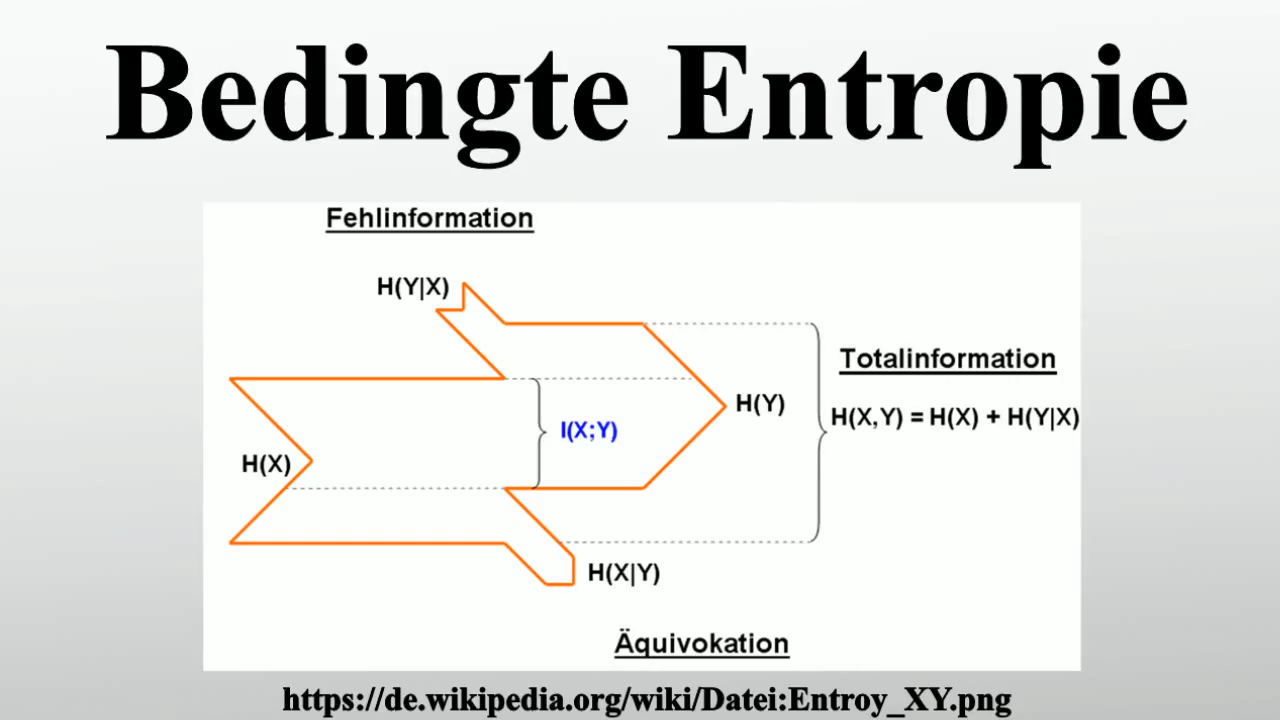 Bedingte Entropie
Fehlinformation
H(Y|X)
Totalinformation
H(Y)
H(X,Y) = H(X) + H(Y|X)
I(X;Y)
H(X)
H(X|Y)
Äquivokation
https://de.wikipedia.org/wiki/Datei:Entroy_XY.png